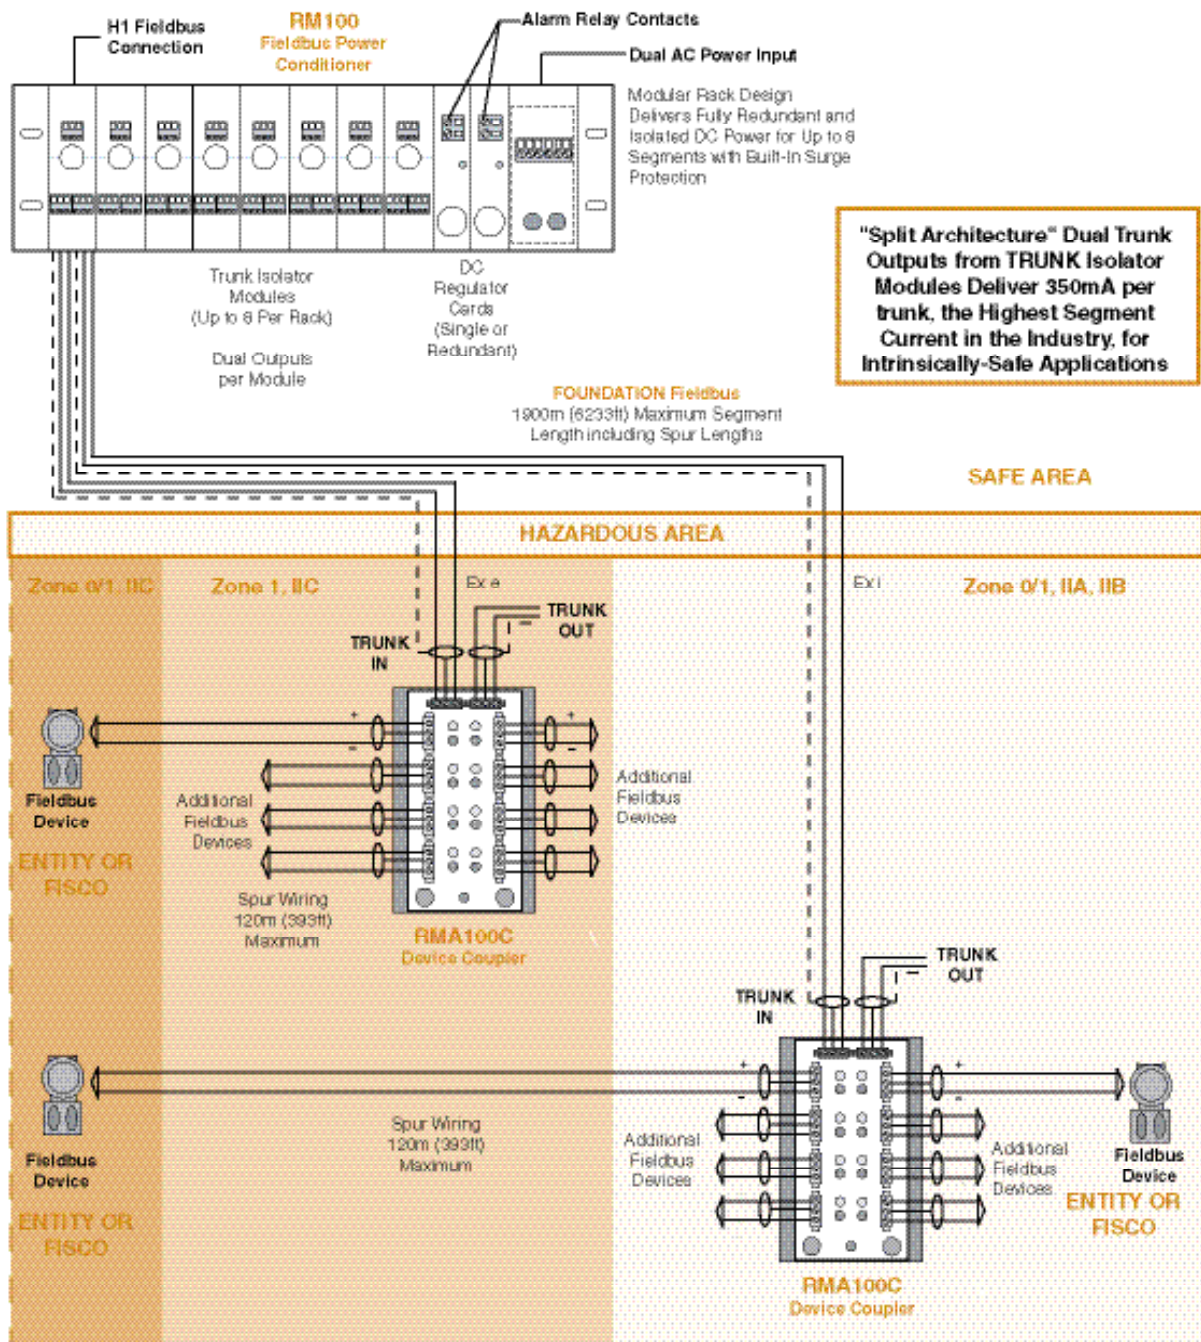 H1 Fieldbus
Connection
RM100
Fieldbus Power
Conditioner
Alarm Relay Contacts
Dual AC Power Input
Modular Rack Design
Delivers Fully Redundant and
Isolated DC Power for Up to 8
Segments with Built-In Surge
Protection
Trunk Isolator
Modules
(Up to 8 Per Rack)
Dual Outputs
per Module
DC
Regulator
Cards
(Single or
Redundant)
"Split Architecture" Dual Trunk
Outputs from TRUNK Isolator
Modules Deliver 350mA per
trunk, the Highest Segment
Current in the Industry, for
Intrinsically-Safe Applications
FOUNDATION Fieldbus
1900m (6233ft) Maximum Segment
Length including Spur Lengths
SAFE AREA
HAZARDOUS AREA
Zone 0/1, IIC
Zone 1, IIC
Ex e
Ex i
Zone 0/1, IIA, IIB
TRUNK
OUT
TRUNK
IN
+
-
+
-
Fieldbus
Device
ENTITY OR
FISCO
Additional
Fieldbus
Devices
Additional
Fieldbus
Devices
Spur Wiring
120m (393ft)
Maximum
RMA100C
Device Coupler
TRUNK
OUT
TRUNK
IN
+
-
+
-
Fieldbus
Device
ENTITY OR
FISCO
Spur Wiring
120m (393ft)
Maximum
Additional
Fieldbus
Devices
Additional
Fieldbus
Devices
Fieldbus
Device
ENTITY OR
FISCO
RMA100C
Device Coupler